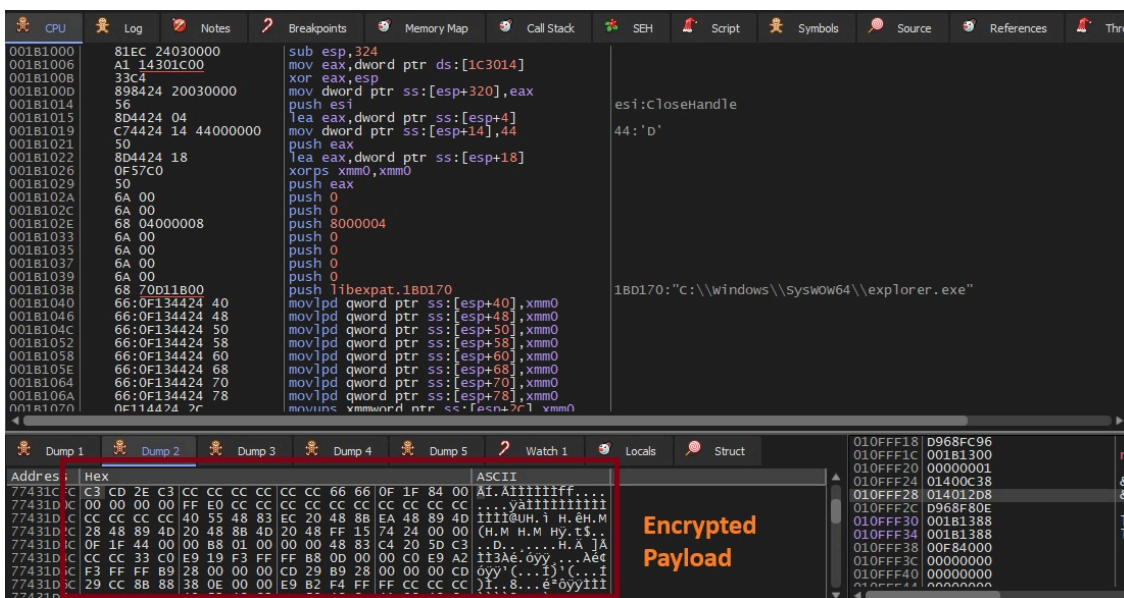 CPU Log Notes Breakpoints Memory Map Call Stack SEH Script Symbols Source References Thr
001B1000 81EC 24030000 sub esp,324
001B1006 A1 14301C00 mov eax,dword ptr ds:[1C3014]
001B100B 33C4 xor eax,esp
001B100D 898424 20030000 mov dword ptr ss:[esp+320],eax
001B1014 56 push esi esi:CloseHandle
001B1015 8D4424 04 lea eax,dword ptr ss:[esp+4]
001B1019 C74424 14 44000000 mov dword ptr ss:[esp+14],44 44:'D'
001B1021 50 push eax
001B1022 8D4424 18 lea eax,dword ptr ss:[esp+18]
001B1026 0F57C0 xorps xmm0,xmm0
001B1029 50 push eax
001B102A 6A 00 push 0
001B102C 6A 00 push 0
001B102E 68 04000008 push 8000004
001B1033 6A 00 push 0
001B1035 6A 00 push 0
001B1037 6A 00 push 0
001B1039 6A 00 push 0
001B103B 68 70D11B00 push libexpat.1BD170 1BD170:"C:\\Windows\\SysWOW64\\explorer.exe"
001B1040 66:0F134424 40 movlpd qword ptr ss:[esp+40],xmm0
001B1046 66:0F134424 48 movlpd qword ptr ss:[esp+48],xmm0
001B104C 66:0F134424 50 movlpd qword ptr ss:[esp+50],xmm0
001B1052 66:0F134424 58 movlpd qword ptr ss:[esp+58],xmm0
001B1058 66:0F134424 60 movlpd qword ptr ss:[esp+60],xmm0
001B105E 66:0F134424 68 movlpd qword ptr ss:[esp+68],xmm0
001B1064 66:0F134424 70 movlpd qword ptr ss:[esp+70],xmm0
001B106A 66:0F134424 78 movlpd qword ptr ss:[esp+78],xmm0
001B1070 0F114424 2C movups xmmword ptr ss:[esp+2C],xmm0
Dump 1 Dump 2 Dump 3 Dump 4 Dump 5 Watch 1 Locals Struct
Address Hex ASCII
C3 CD 2E C3 CC CC CC CC CC CC 66 66 0F 1F 84 00
00 00 00 00 FF E0 CC CC CC CC CC CC CC CC CC CC
CC CC CC CC 40 55 48 83 EC 20 48 8B EA 48 89 4D
28 48 89 4D 20 48 8B 4D 20 48 FF 15 74 24 00 00
0F 1F 44 00 00 B8 01 00 00 00 48 83 C4 20 5D C3
CC CC 33 C0 E9 19 F3 FF FF B8 00 00 00 C0 E9 A2
F3 FF FF B9 28 00 00 00 CD 29 B9 28 00 00 00 CD
29 CC 8B 88 38 0E 00 00 E9 B2 F4 FF FF CC CC CC
Encrypted
Payload
010FFF18 D968FC96
010FFF1C 001B1300
010FFF20 00000001
010FFF24 01400C38
010FFF28 014012D8
010FFF2C D968F80E
010FFF30 001B1388
010FFF34 001B1388
010FFF38 00F84000
010FFF3C 00000000
010FFF40 00000000